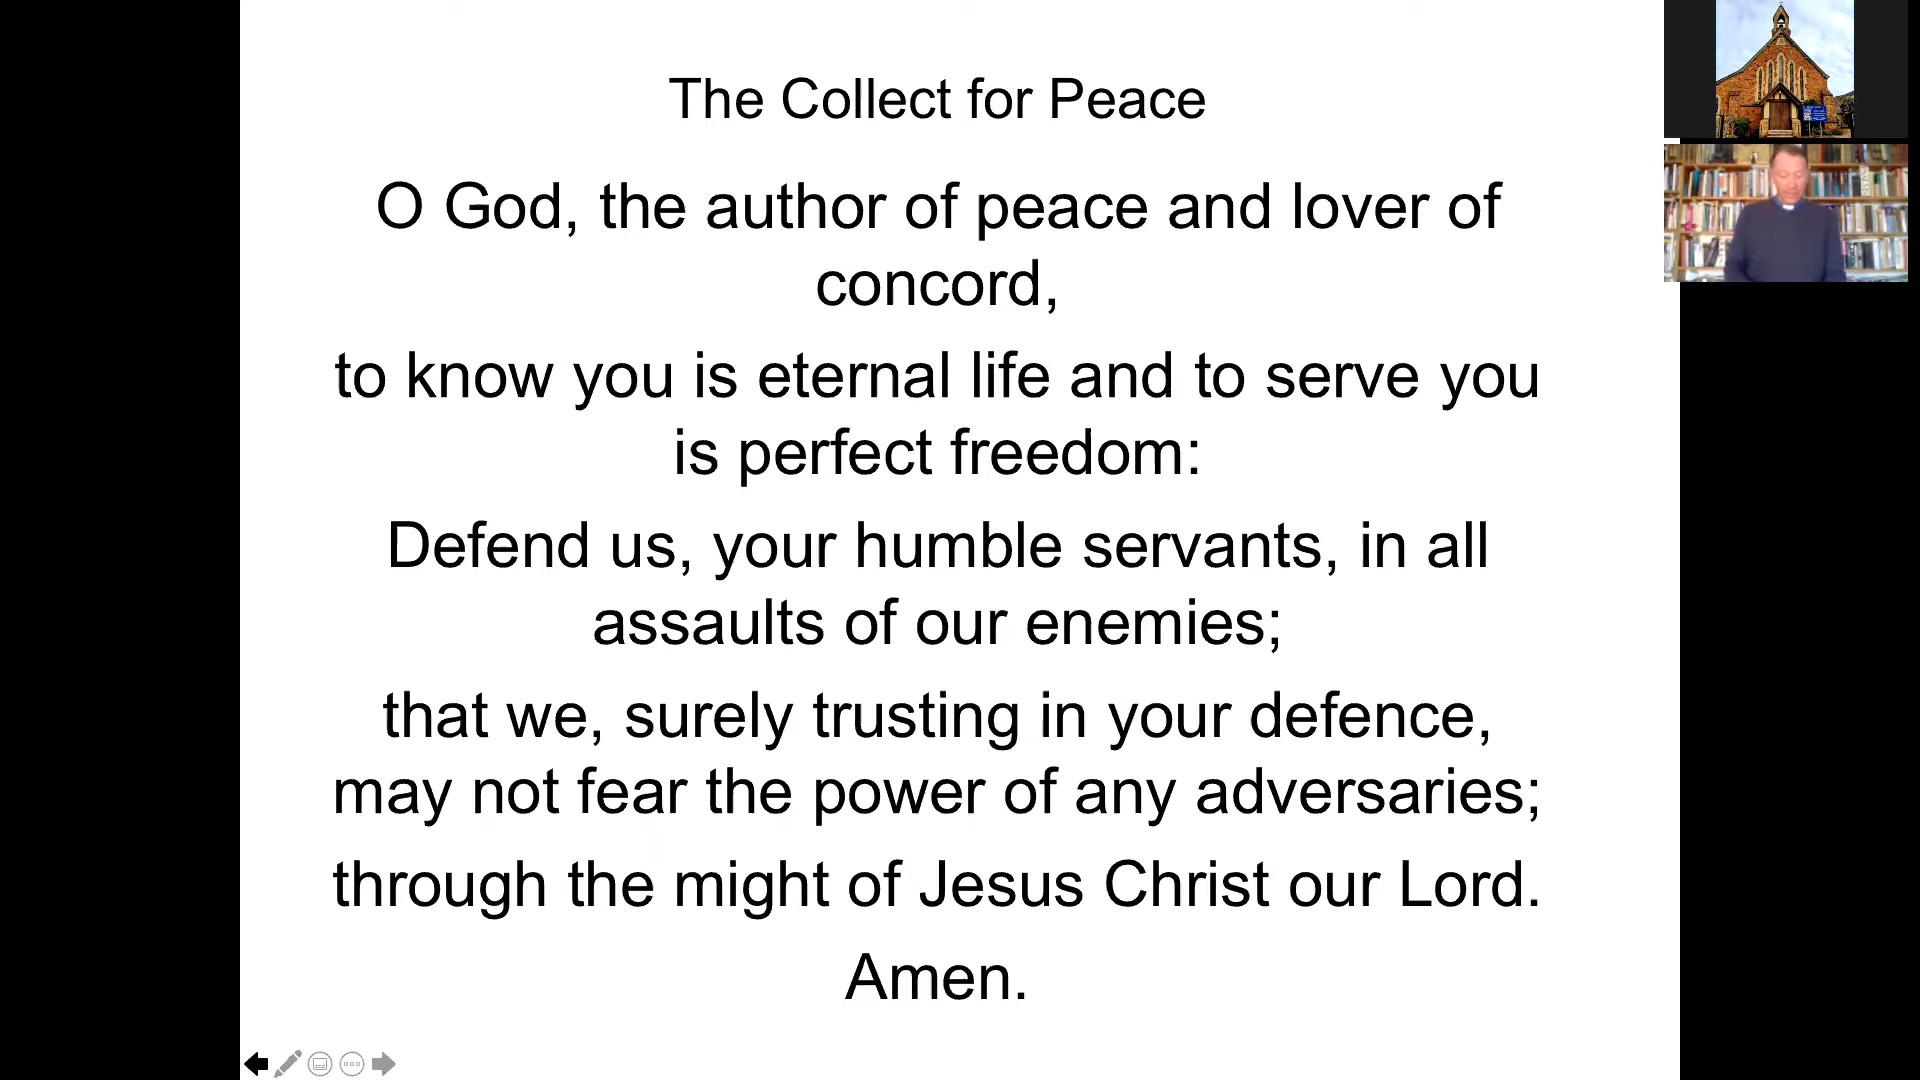 The Collect for Peace
O God, the author of peace and lover of
concord,
to know you is eternal life and to serve you
is perfect freedom:
Defend us, your humble servants, in all
assaults of our enemies;
that we, surely trusting in your defence,
may not fear the power of any adversaries;
through the might of Jesus Christ our Lord.
Amen.